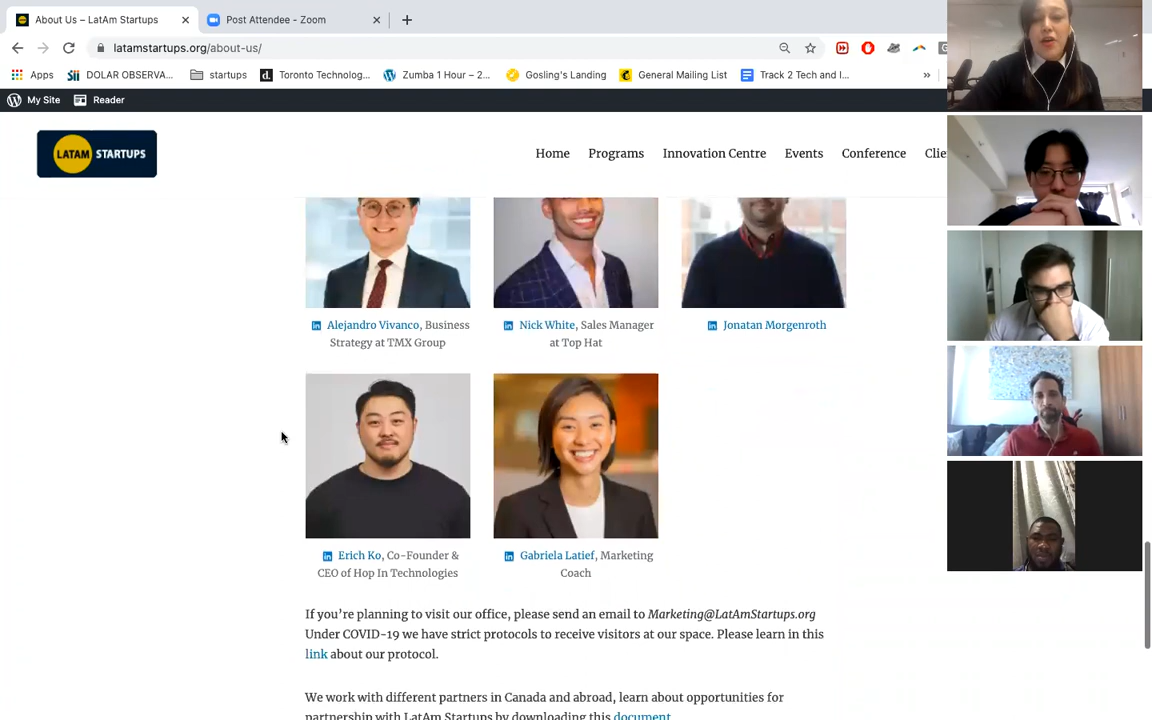 About Us – LatAm Startups
Post Attendee - Zoom
latamstartups.org/about-us/
Apps
DOLAR OBSERVA...
startups
Toronto Technolog...
Zumba 1 Hour – 2...
Gosling's Landing
General Mailing List
Track 2 Tech and I...
»
My Site
Reader
LATAM STARTUPS
Home Programs Innovation Centre Events Conference Clie
Alejandro Vivanco, Business
Strategy at TMX Group
Nick White, Sales Manager
at Top Hat
Jonatan Morgenroth
Erich Ko, Co-Founder &
CEO of Hop In Technologies
Gabriela Latief, Marketing
Coach
If you're planning to visit our office, please send an email to Marketing@LatAmStartups.org
Under COVID-19 we have strict protocols to receive visitors at our space. Please learn in this
link about our protocol.
We work with different partners in Canada and abroad, learn about opportunities for
partnership with LatAm Startups by downloading this document